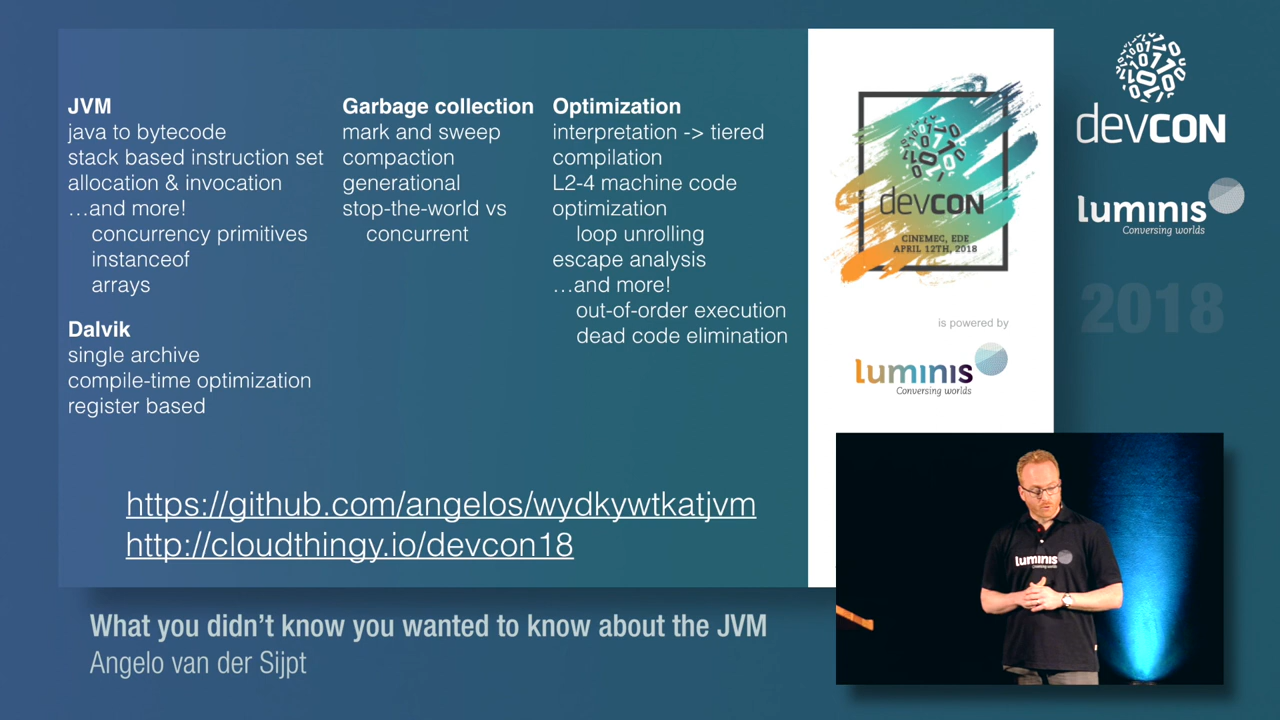 JVM
java to bytecode
stack based instruction set
allocation & invocation
…and more!
concurrency primitives
instanceof
arrays
Dalvik
single archive
compile-time optimization
register based
Garbage collection
mark and sweep
compaction
generational
stop-the-world vs
concurrent
Optimization
interpretation -> tiered
compilation
L2-4 machine code
optimization
loop unrolling
escape analysis
…and more!
out-of-order execution
dead code elimination
https://github.com/angelos/wydkywtkatjvm
http://cloudthingy.io/devcon18
devCON
CINEMEC, EDE
APRIL 12TH, 2018
is powered by
luminis
Conversing worlds
devCON
luminis
Conversing worlds
2018
luminis
What you didn't know you wanted to know about the JVM
Angelo van der Sijpt